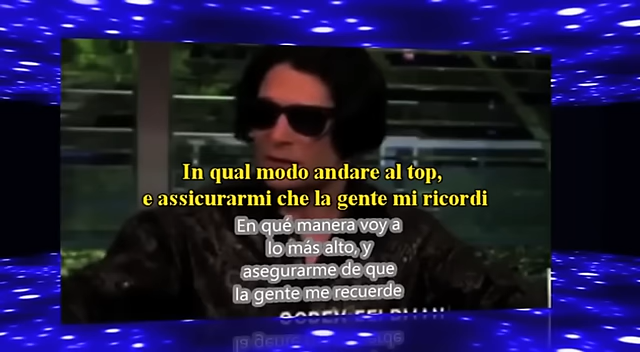 In qual modo andare al top,
e assicurarmi che la gente mi ricordi
En qué manera voy a
lo más alto, y
asegurarme de que
la gente me recuerde